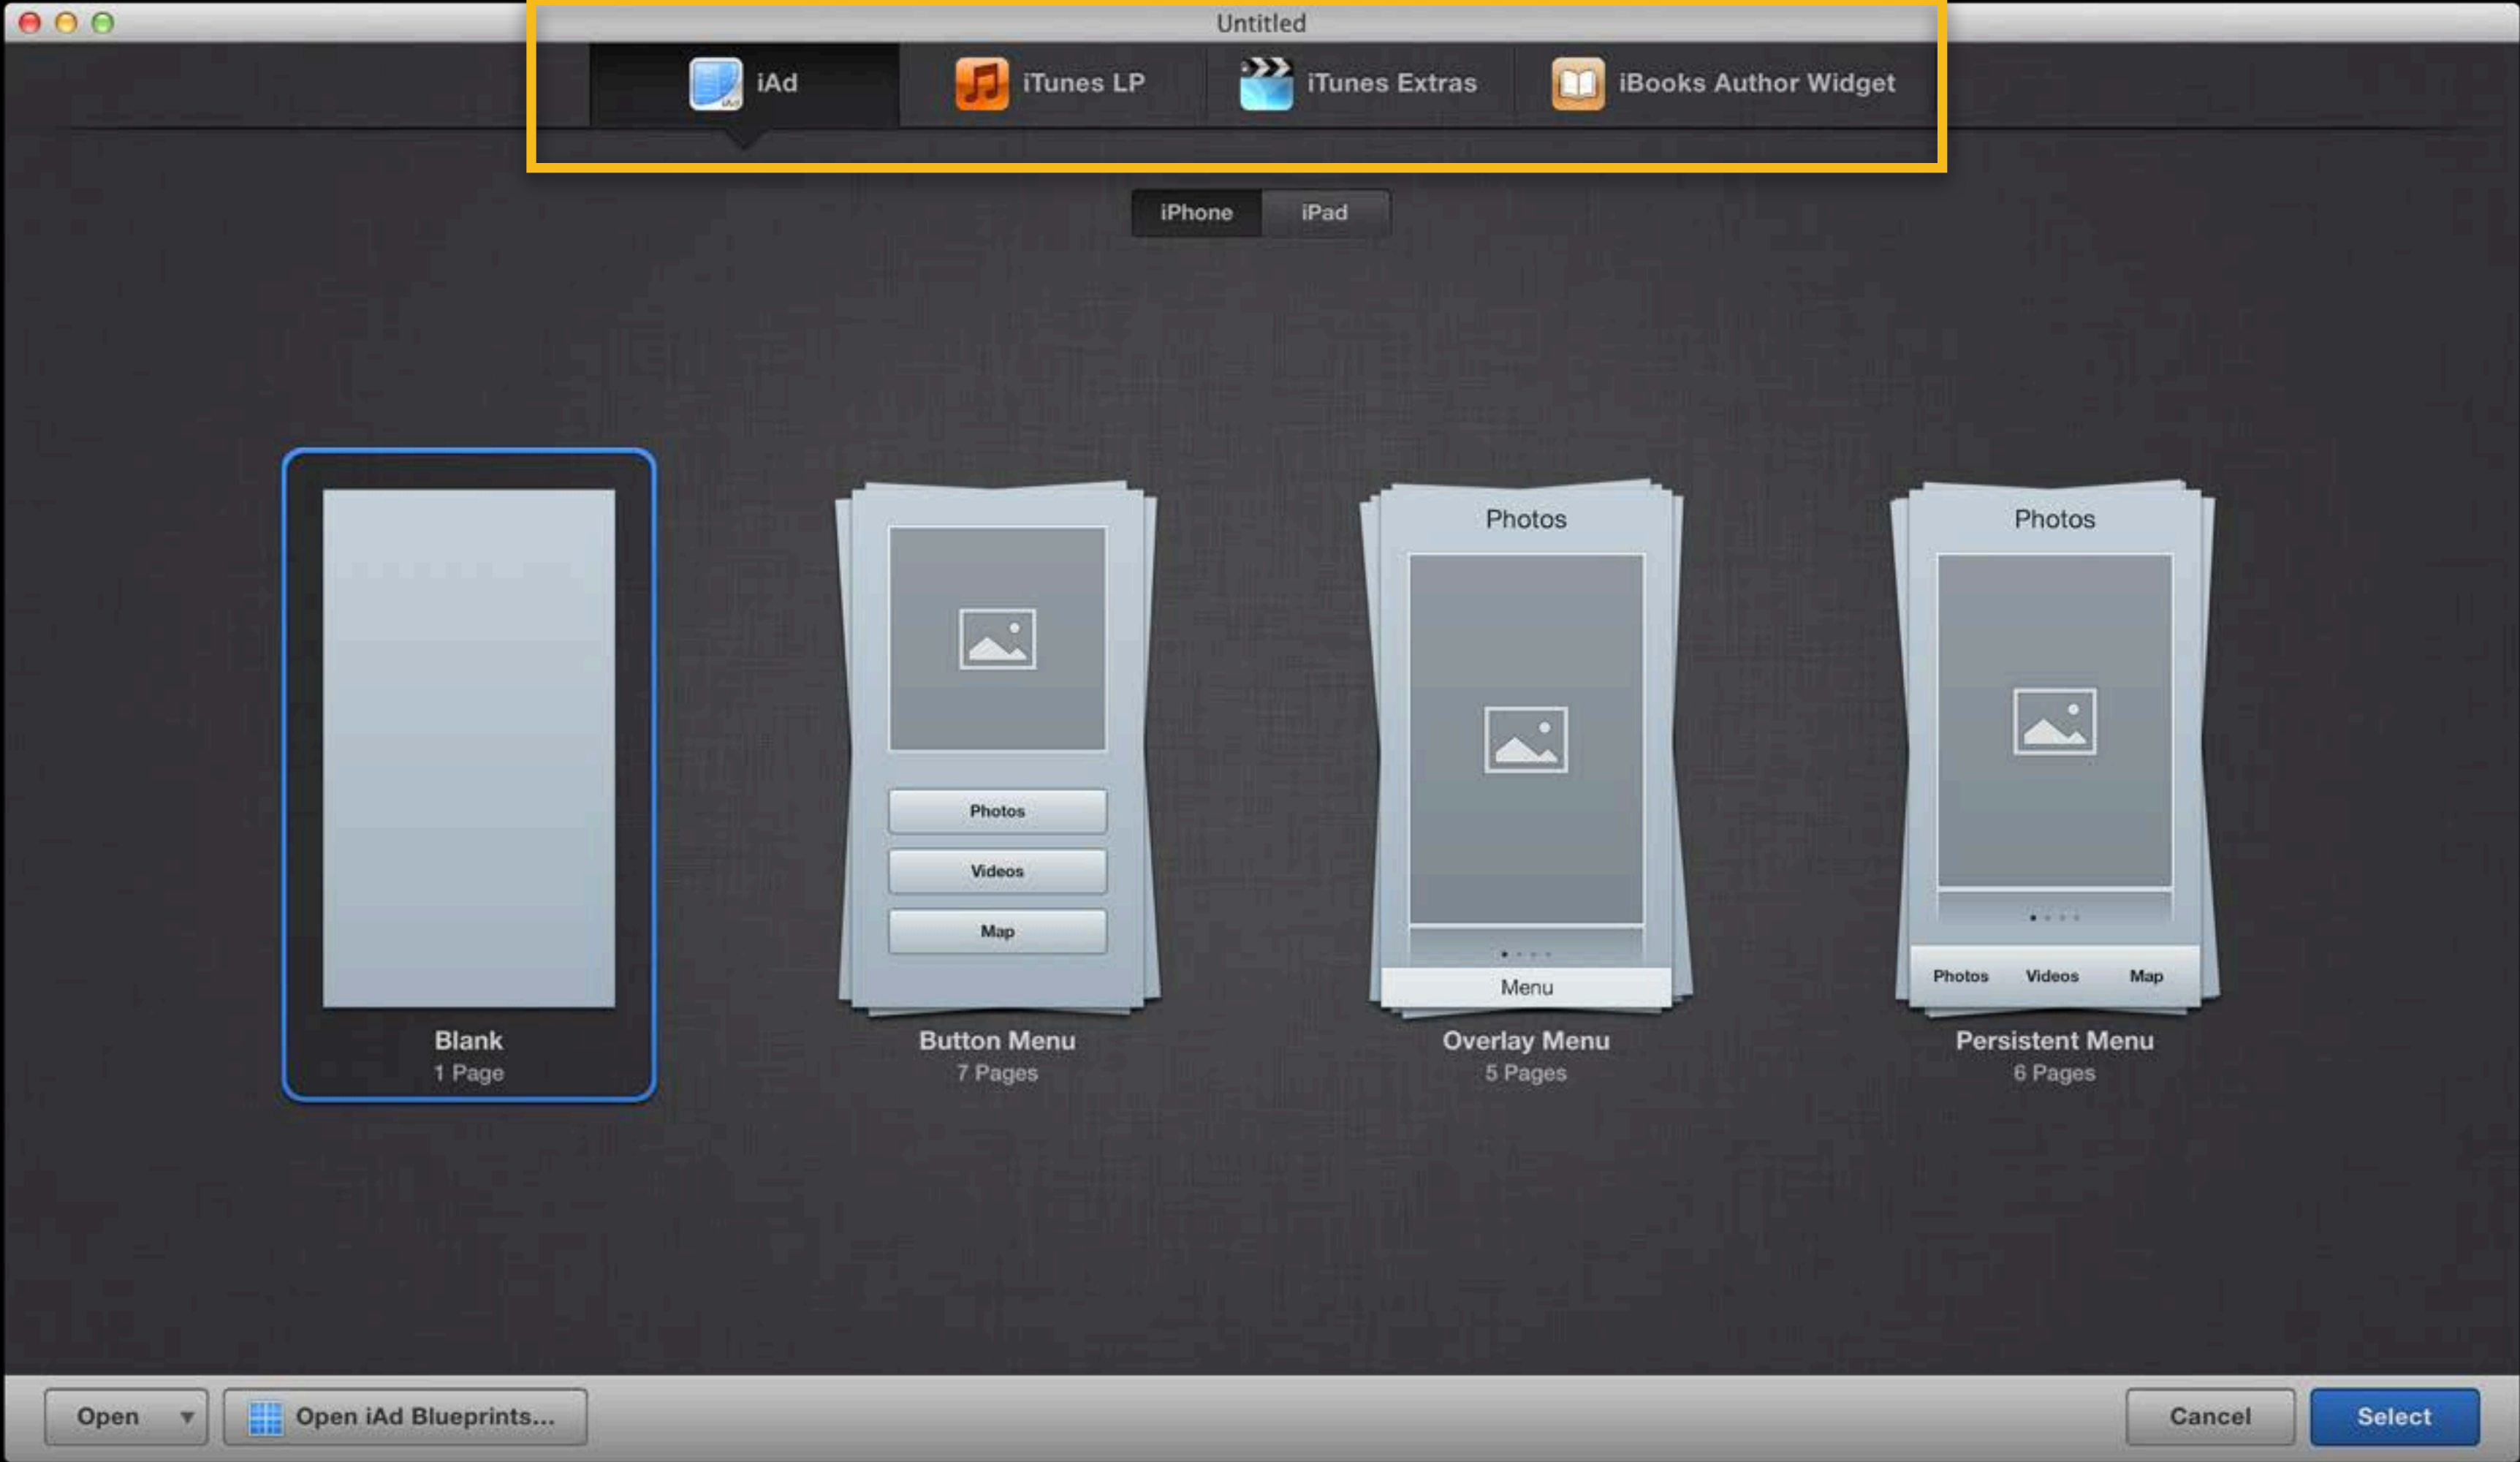 Untitled
iAd
iTunes LP
iTunes Extras
iBooks Author Widget
iPhone
iPad
Photos
Videos
Map
Blank
1 Page
Button Menu
7 Pages
Photos
Menu
Overlay Menu
5 Pages
Photos
Photos Videos Map
Persistent Menu
6 Pages
Open
Open iAd Blueprints...
Cancel
Select